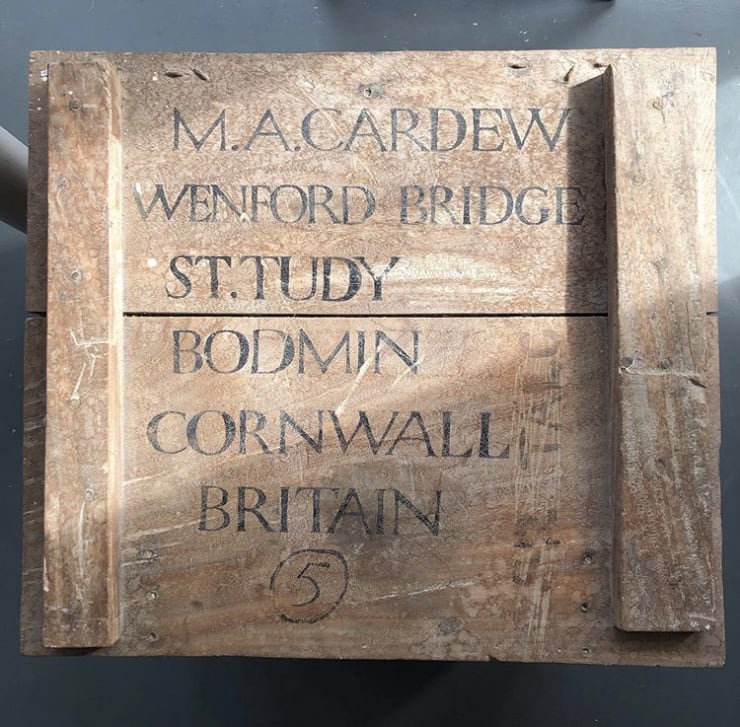 M.A.CARDEW
WENFORD BRIDGE
ST.TUDY
BODMIN
CORNWALL
BRITAIN
5